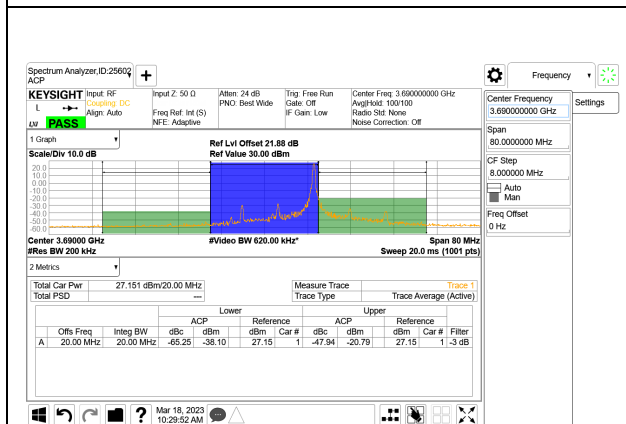 Spectrum Analyzer,ID:25602
ACP
Frequency
KEYSIGHT
Input: RF
Coupling: DC
Align: Auto
Input Z: 50 Ω
Freq Ref: Int (S)
NFE: Adaptive
Atten: 24 dB
PNO: Best Wide
Trig: Free Run
Gate: Off
IF Gain: Low
Center Freq: 3.690000000 GHz
Avg|Hold: 100/100
Radio Std: None
Noise Correction: Off
L
LXI
PASS
Center Frequency
3.690000000 GHz
Settings
Span
80.0000000 MHz
CF Step
8.000000 MHz
Auto
Man
Freq Offset
0 Hz
1 Graph
Ref Lvl Offset 21.88 dB
Scale/Div 10.0 dB
Ref Value 30.00 dBm
20.0
10.0
0.00
-10.0
-20.0
-30.0
-40.0
-50.0
-60.0
Center 3.69000 GHz
#Video BW 620.00 kHz*
Span 80 MHz
#Res BW 200 kHz
Sweep 20.0 ms (1001 pts)
2 Metrics
Total Car Pwr 27.151 dBm/20.00 MHz
Measure Trace Trace 1
Total PSD ---
Trace Type Trace Average (Active)
Lower Upper
ACP Reference ACP Reference
Offs Freq Integ BW dBc dBm dBm Car # dBc dBm dBm Car # Filter
A 20.00 MHz 20.00 MHz -65.25 -38.10 27.15 1 -47.94 -20.79 27.15 1 -3 dB
Mar 18, 2023
10:29:52 AM